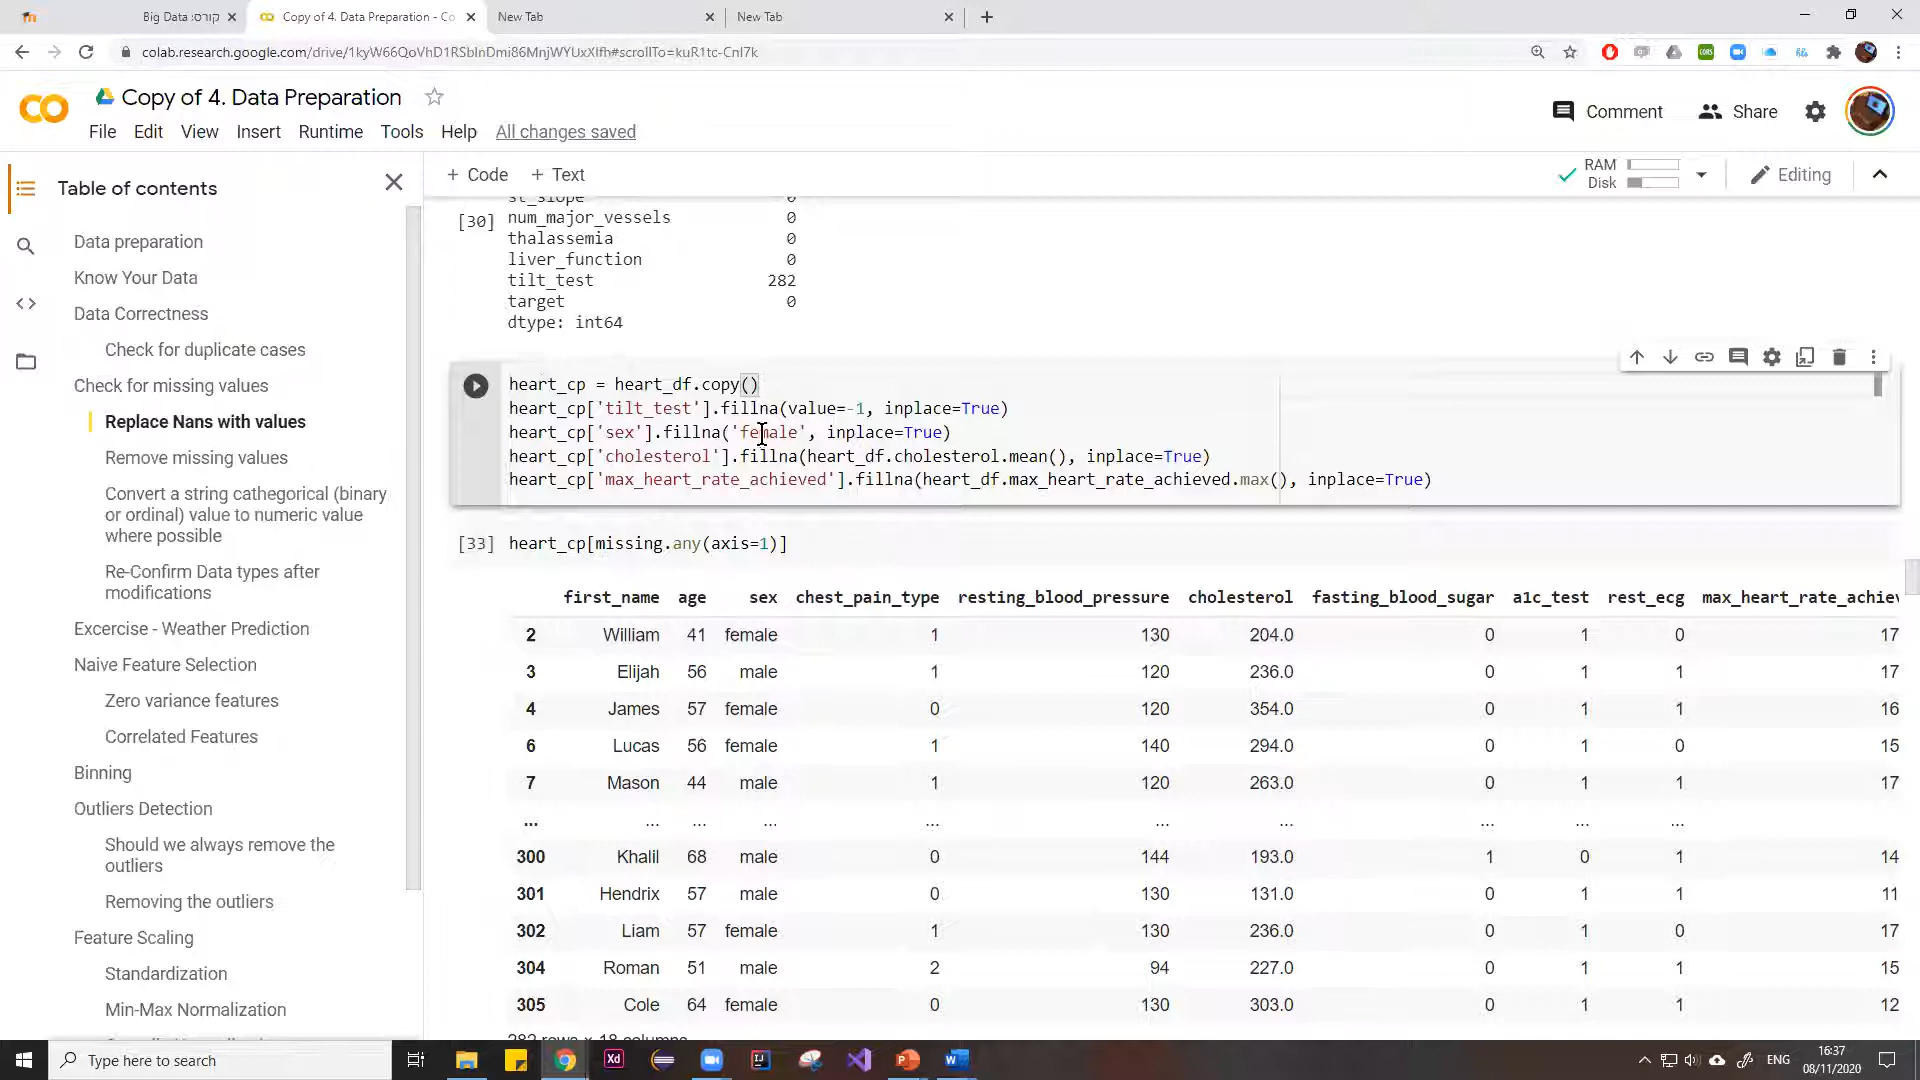 Big Data :קורס
Copy of 4. Data Preparation - Co
New Tab
New Tab
colab.research.google.com/drive/1kyW66QoVhD1RSbInDmi86MnjWYUxXlfh#scrollTo=kuR1tc-CnI7k
Copy of 4. Data Preparation
Comment
Share
File Edit View Insert Runtime Tools Help All changes saved
+ Code + Text
RAM
Disk
Editing
Table of contents
Data preparation
Know Your Data
Data Correctness
Check for duplicate cases
Check for missing values
Replace Nans with values
Remove missing values
Convert a string cathegorical (binary
or ordinal) value to numeric value
where possible
Re-Confirm Data types after
modifications
Excercise - Weather Prediction
Naive Feature Selection
Zero variance features
Correlated Features
Binning
Outliers Detection
Should we always remove the
outliers
Removing the outliers
Feature Scaling
Standardization
Min-Max Normalization
st_slope 0
[30] num_major_vessels 0
thalassemia 0
liver_function 0
tilt_test 282
target 0
dtype: int64
heart_cp = heart_df.copy()
heart_cp['tilt_test'].fillna(value=-1, inplace=True)
heart_cp['sex'].fillna('female', inplace=True)
heart_cp['cholesterol'].fillna(heart_df.cholesterol.mean(), inplace=True)
heart_cp['max_heart_rate_achieved'].fillna(heart_df.max_heart_rate_achieved.max(), inplace=True)
[33] heart_cp[missing.any(axis=1)]
first_name age sex chest_pain_type resting_blood_pressure cholesterol fasting_blood_sugar a1c_test rest_ecg max_heart_rate_achiev
2 William 41 female 1 130 204.0 0 1 0 17
3 Elijah 56 male 1 120 236.0 0 1 1 17
4 James 57 female 0 120 354.0 0 1 1 16
6 Lucas 56 female 1 140 294.0 0 1 0 15
7 Mason 44 male 1 120 263.0 0 1 1 17
... ... ... ... ... ... ... ... ... ...
300 Khalil 68 male 0 144 193.0 1 0 1 14
301 Hendrix 57 male 0 130 131.0 0 1 1 11
302 Liam 57 female 1 130 236.0 0 1 0 17
304 Roman 51 male 2 94 227.0 0 1 1 15
305 Cole 64 female 0 130 303.0 0 1 1 12
282 rows × 18 columns
Type here to search
ENG
16:37
08/11/2020